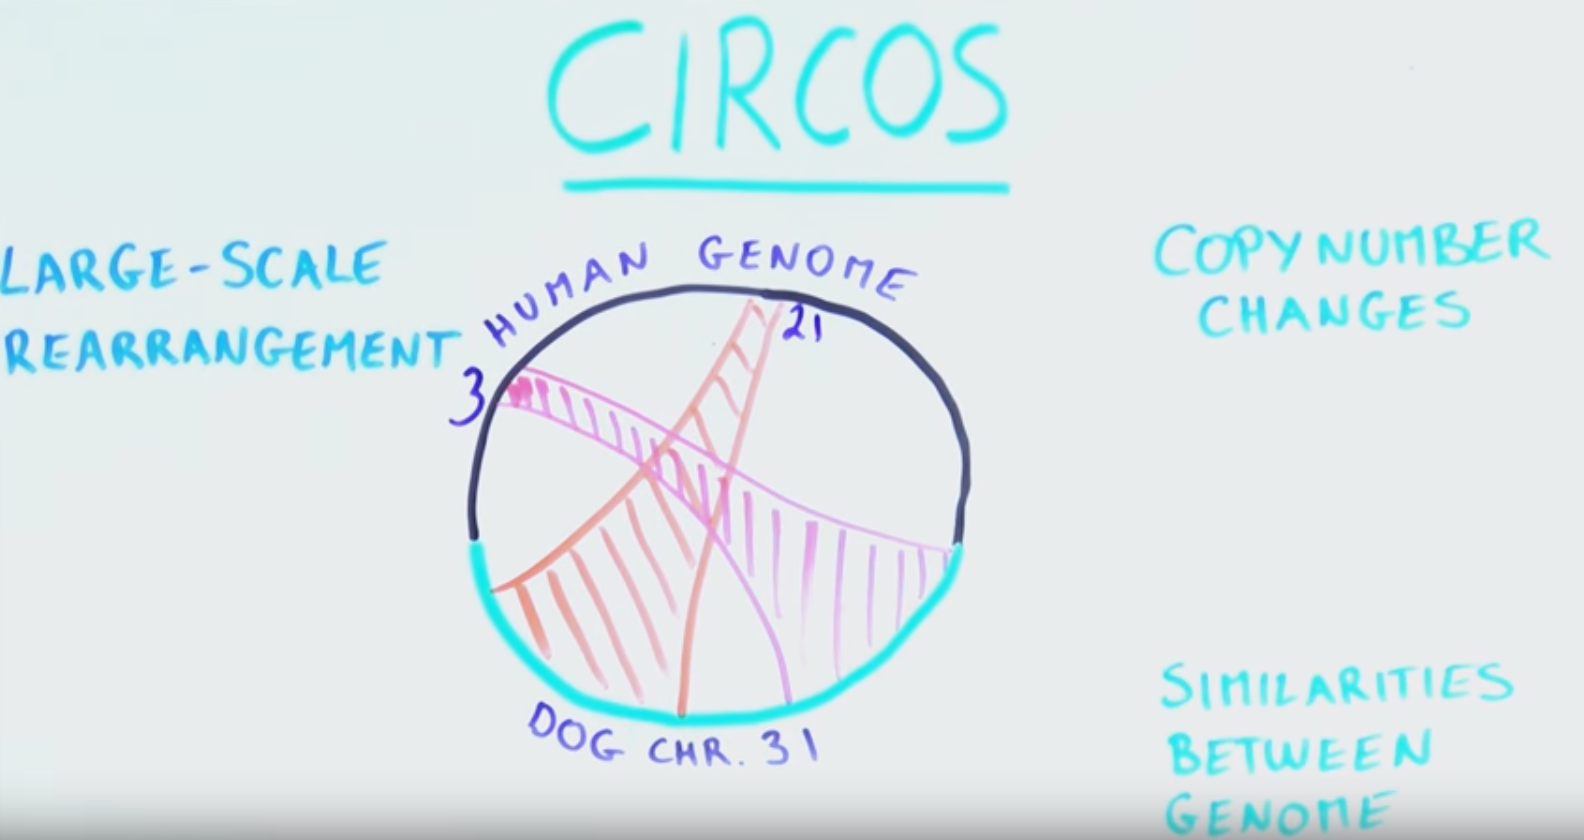 CIRCOS
LARGE-SCALE
REARRANGEMENT
HUMAN GENOME
3
21
DOG CHR. 31
COPY NUMBER
CHANGES
SIMILARITIES
BETWEEN
GENOME